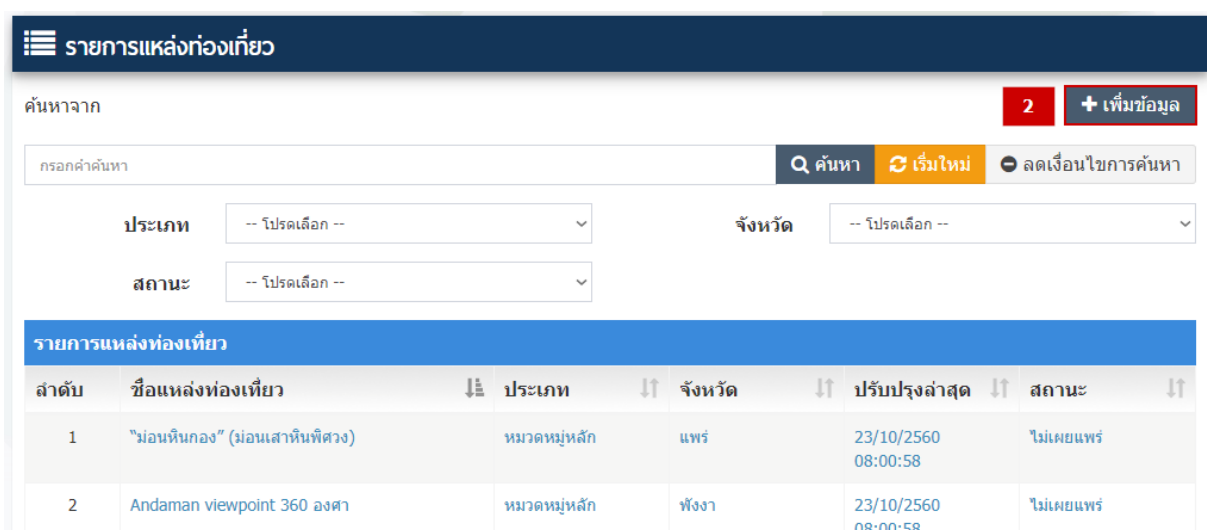 รายการแหล่งท่องเที่ยว
ค้นหาจาก 2 เพิ่มข้อมูล
กรอกคำค้นหา ค้นหา เริ่มใหม่ ลดเงื่อนไขการค้นหา
ประเภท -- โปรดเลือก -- จังหวัด -- โปรดเลือก --
สถานะ -- โปรดเลือก --
รายการแหล่งท่องเที่ยว
ลำดับ ชื่อแหล่งท่องเที่ยว ประเภท จังหวัด ปรับปรุงล่าสุด สถานะ
1 “ม่อนหินกอง” (ม่อนเสาหินพิศวง) หมวดหมู่หลัก แพร่ 23/10/2560 ไม่เผยแพร่
08:00:58
2 Andaman viewpoint 360 องศา หมวดหมู่หลัก พังงา 23/10/2560 ไม่เผยแพร่
08:00:58